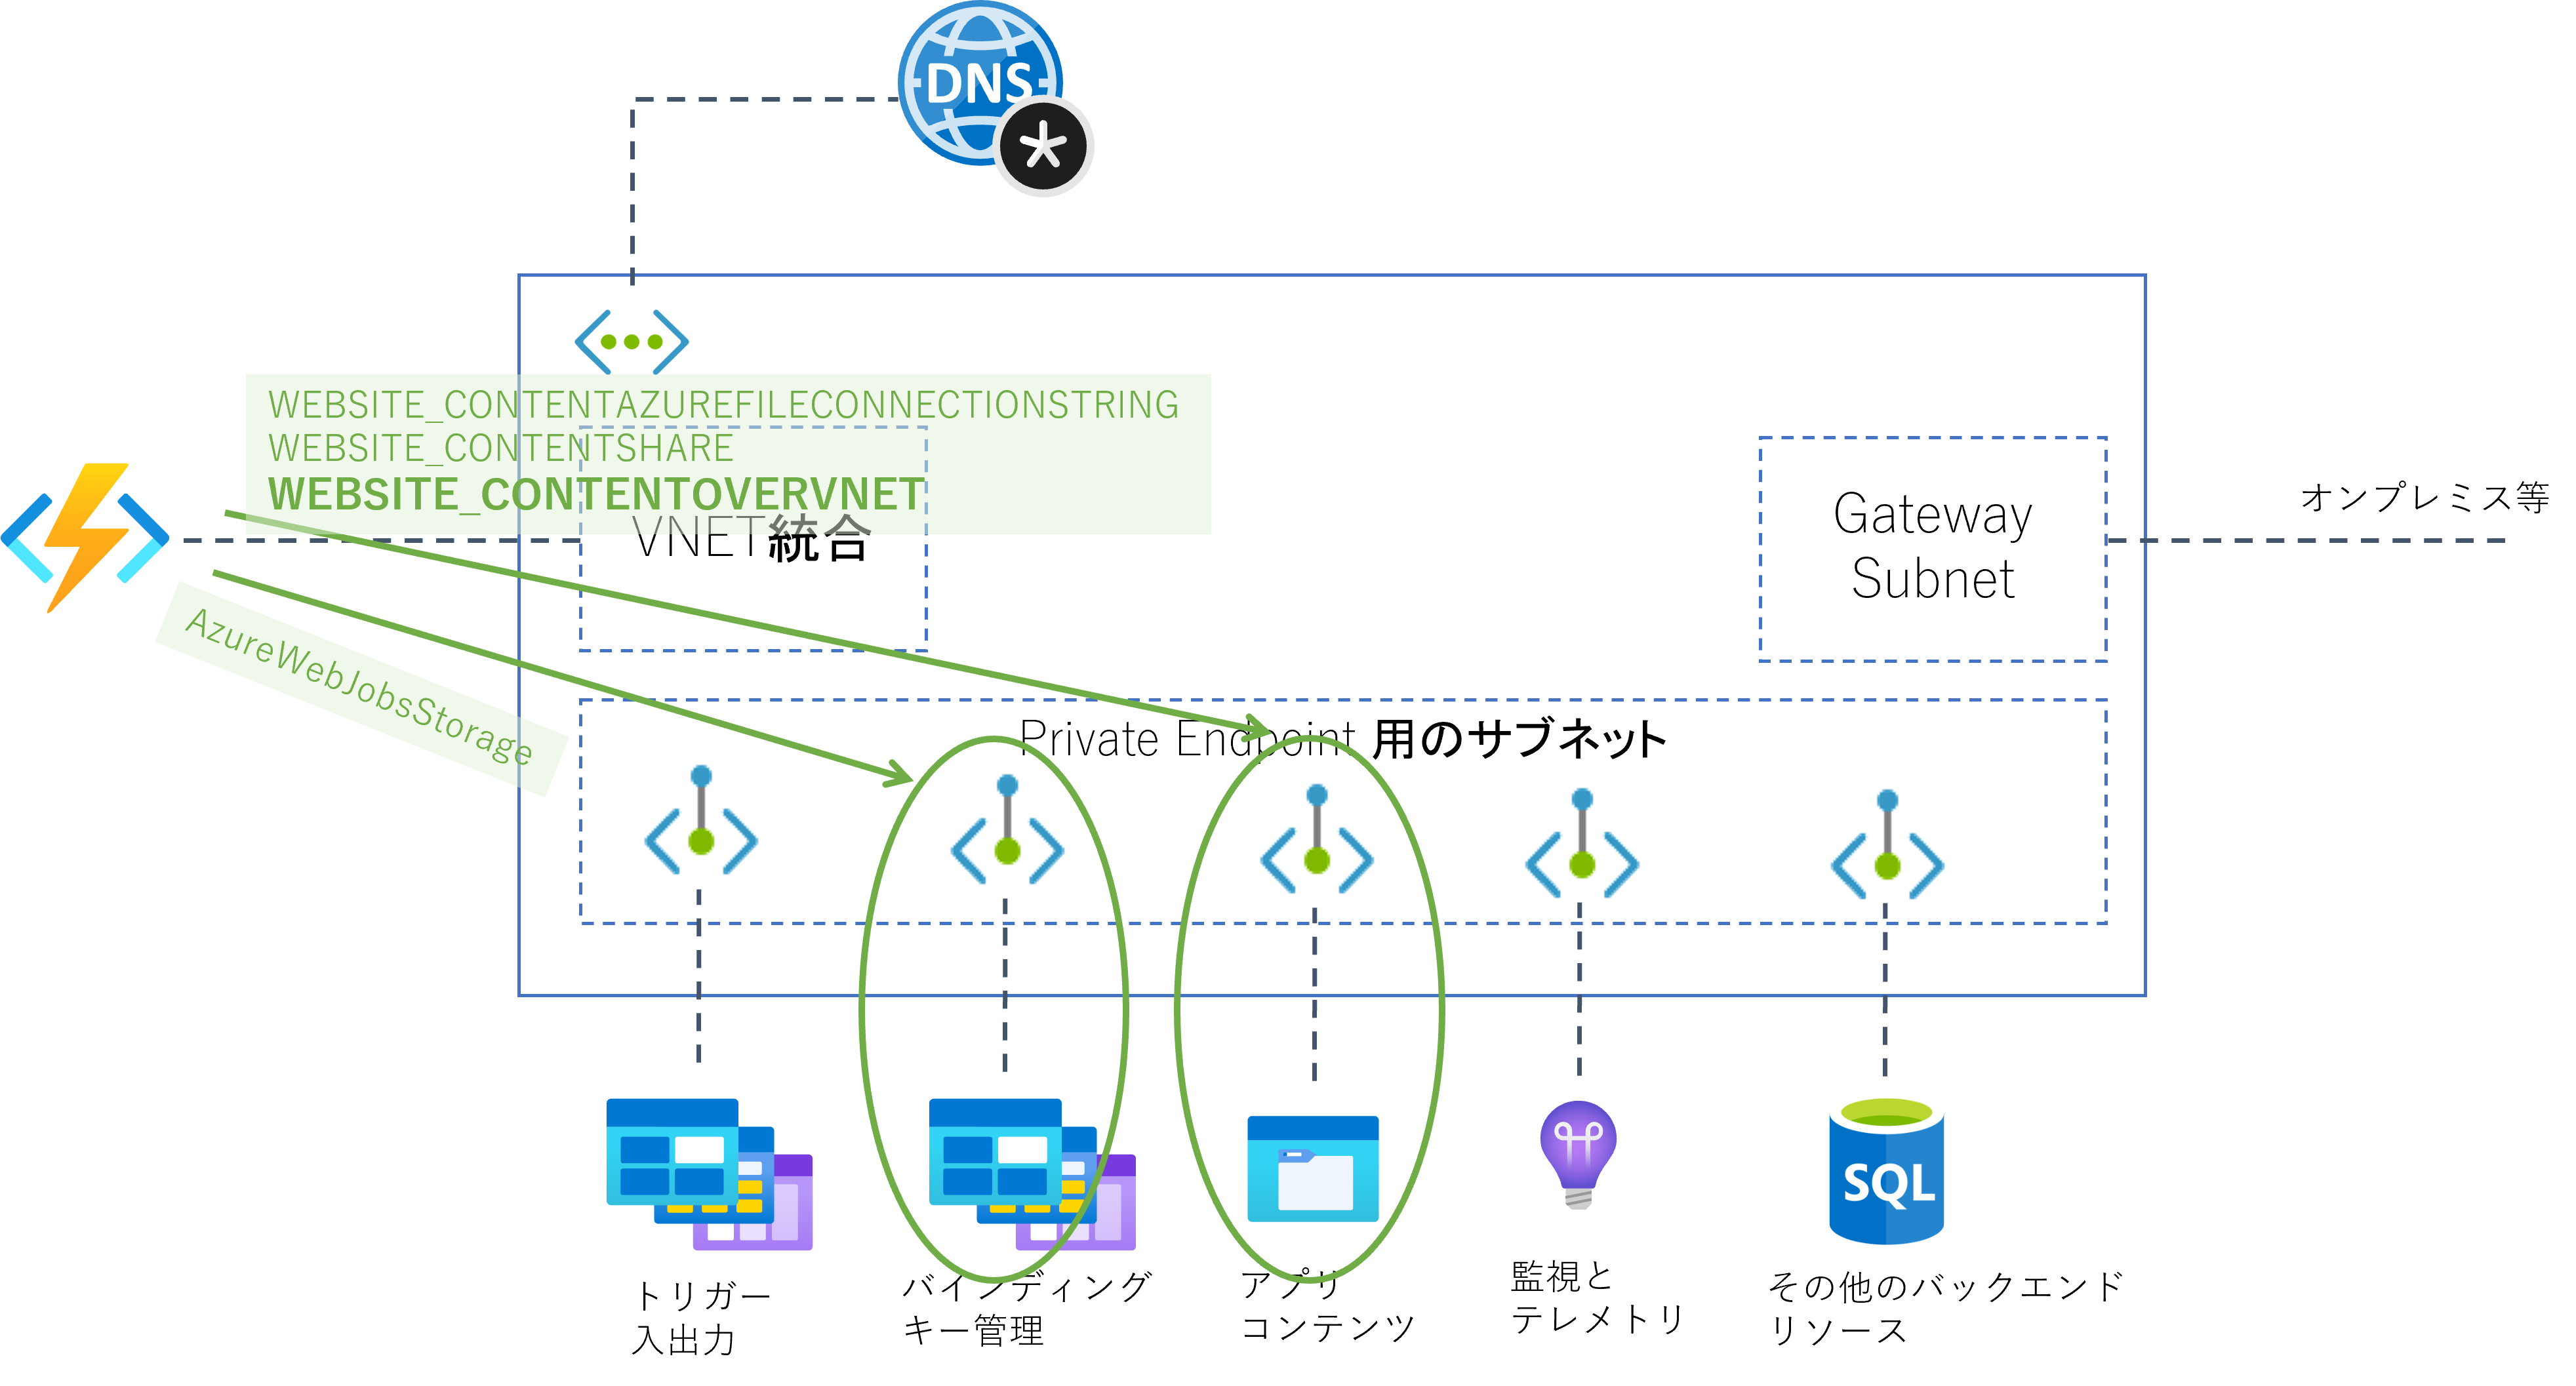 DNS
WEBSITE_CONTENTAZUREFILECONNECTIONSTRING
WEBSITE_CONTENTSHARE
WEBSITE_CONTENTOVERVNET
VNET統合
Gateway
Subnet
オンプレミス等
AzureWebJobsStorage
Private Endpoint 用のサブネット
SQL
トリガー
入出力
バインディング
キー管理
アプリ
コンテンツ
監視と
テレメトリ
その他のバックエンド
リソース